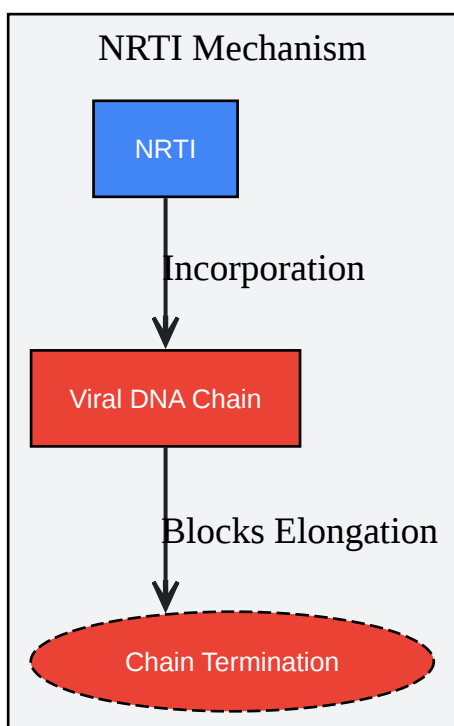 NRTI Mechanism
NRTI
Incorporation
Viral DNA Chain
Blocks Elongation
Chain Termination